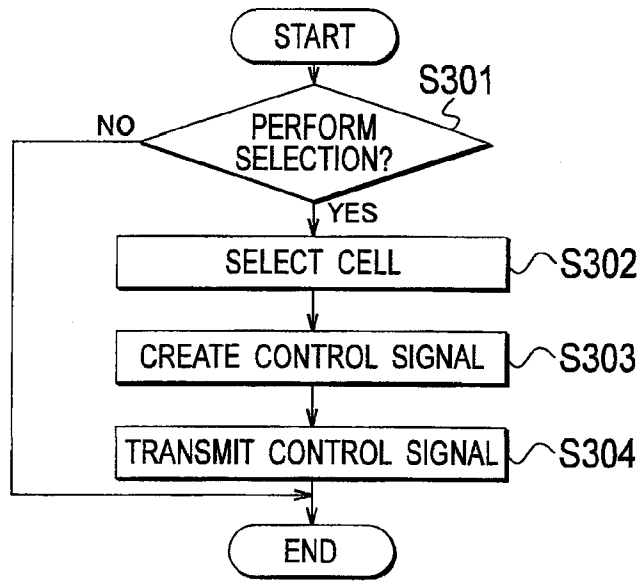 START
S301
NO
PERFORM
SELECTION?
YES
SELECT CELL
S302
CREATE CONTROL SIGNAL
S303
TRANSMIT CONTROL SIGNAL
S304
END